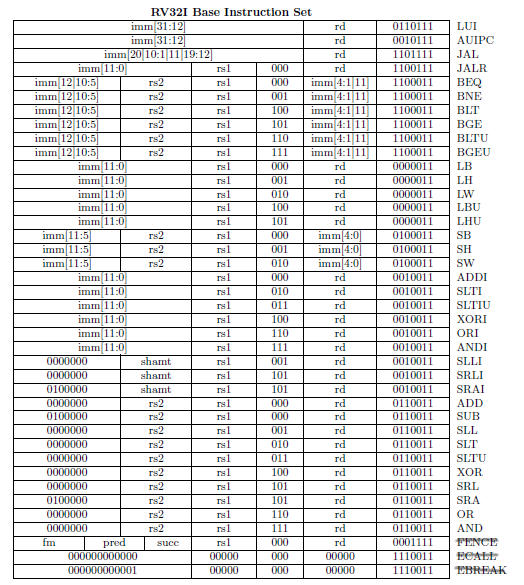 RV32I Base Instruction Set
imm[31:12] rd 0110111 LUI
imm[31:12] rd 0010111 AUIPC
imm[20|10:1|11|19:12] rd 1101111 JAL
imm[11:0] rs1 000 rd 1100111 JALR
imm[12|10:5] rs2 rs1 000 imm[4:1|11] 1100011 BEQ
imm[12|10:5] rs2 rs1 001 imm[4:1|11] 1100011 BNE
imm[12|10:5] rs2 rs1 100 imm[4:1|11] 1100011 BLT
imm[12|10:5] rs2 rs1 101 imm[4:1|11] 1100011 BGE
imm[12|10:5] rs2 rs1 110 imm[4:1|11] 1100011 BLTU
imm[12|10:5] rs2 rs1 111 imm[4:1|11] 1100011 BGEU
imm[11:0] rs1 000 rd 0000011 LB
imm[11:0] rs1 001 rd 0000011 LH
imm[11:0] rs1 010 rd 0000011 LW
imm[11:0] rs1 100 rd 0000011 LBU
imm[11:0] rs1 101 rd 0000011 LHU
imm[11:5] rs2 rs1 000 imm[4:0] 0100011 SB
imm[11:5] rs2 rs1 001 imm[4:0] 0100011 SH
imm[11:5] rs2 rs1 010 imm[4:0] 0100011 SW
imm[11:0] rs1 000 rd 0010011 ADDI
imm[11:0] rs1 010 rd 0010011 SLTI
imm[11:0] rs1 011 rd 0010011 SLTIU
imm[11:0] rs1 100 rd 0010011 XORI
imm[11:0] rs1 110 rd 0010011 ORI
imm[11:0] rs1 111 rd 0010011 ANDI
0000000 shamt rs1 001 rd 0010011 SLLI
0000000 shamt rs1 101 rd 0010011 SRLI
0100000 shamt rs1 101 rd 0010011 SRAI
0000000 rs2 rs1 000 rd 0110011 ADD
0100000 rs2 rs1 000 rd 0110011 SUB
0000000 rs2 rs1 001 rd 0110011 SLL
0000000 rs2 rs1 010 rd 0110011 SLT
0000000 rs2 rs1 011 rd 0110011 SLTU
0000000 rs2 rs1 100 rd 0110011 XOR
0000000 rs2 rs1 101 rd 0110011 SRL
0100000 rs2 rs1 101 rd 0110011 SRA
0000000 rs2 rs1 110 rd 0110011 OR
0000000 rs2 rs1 111 rd 0110011 AND
fm pred succ rs1 000 rd 0001111 FENCE
000000000000 00000 000 00000 1110011 ECALL
000000000001 00000 000 00000 1110011 EBREAK